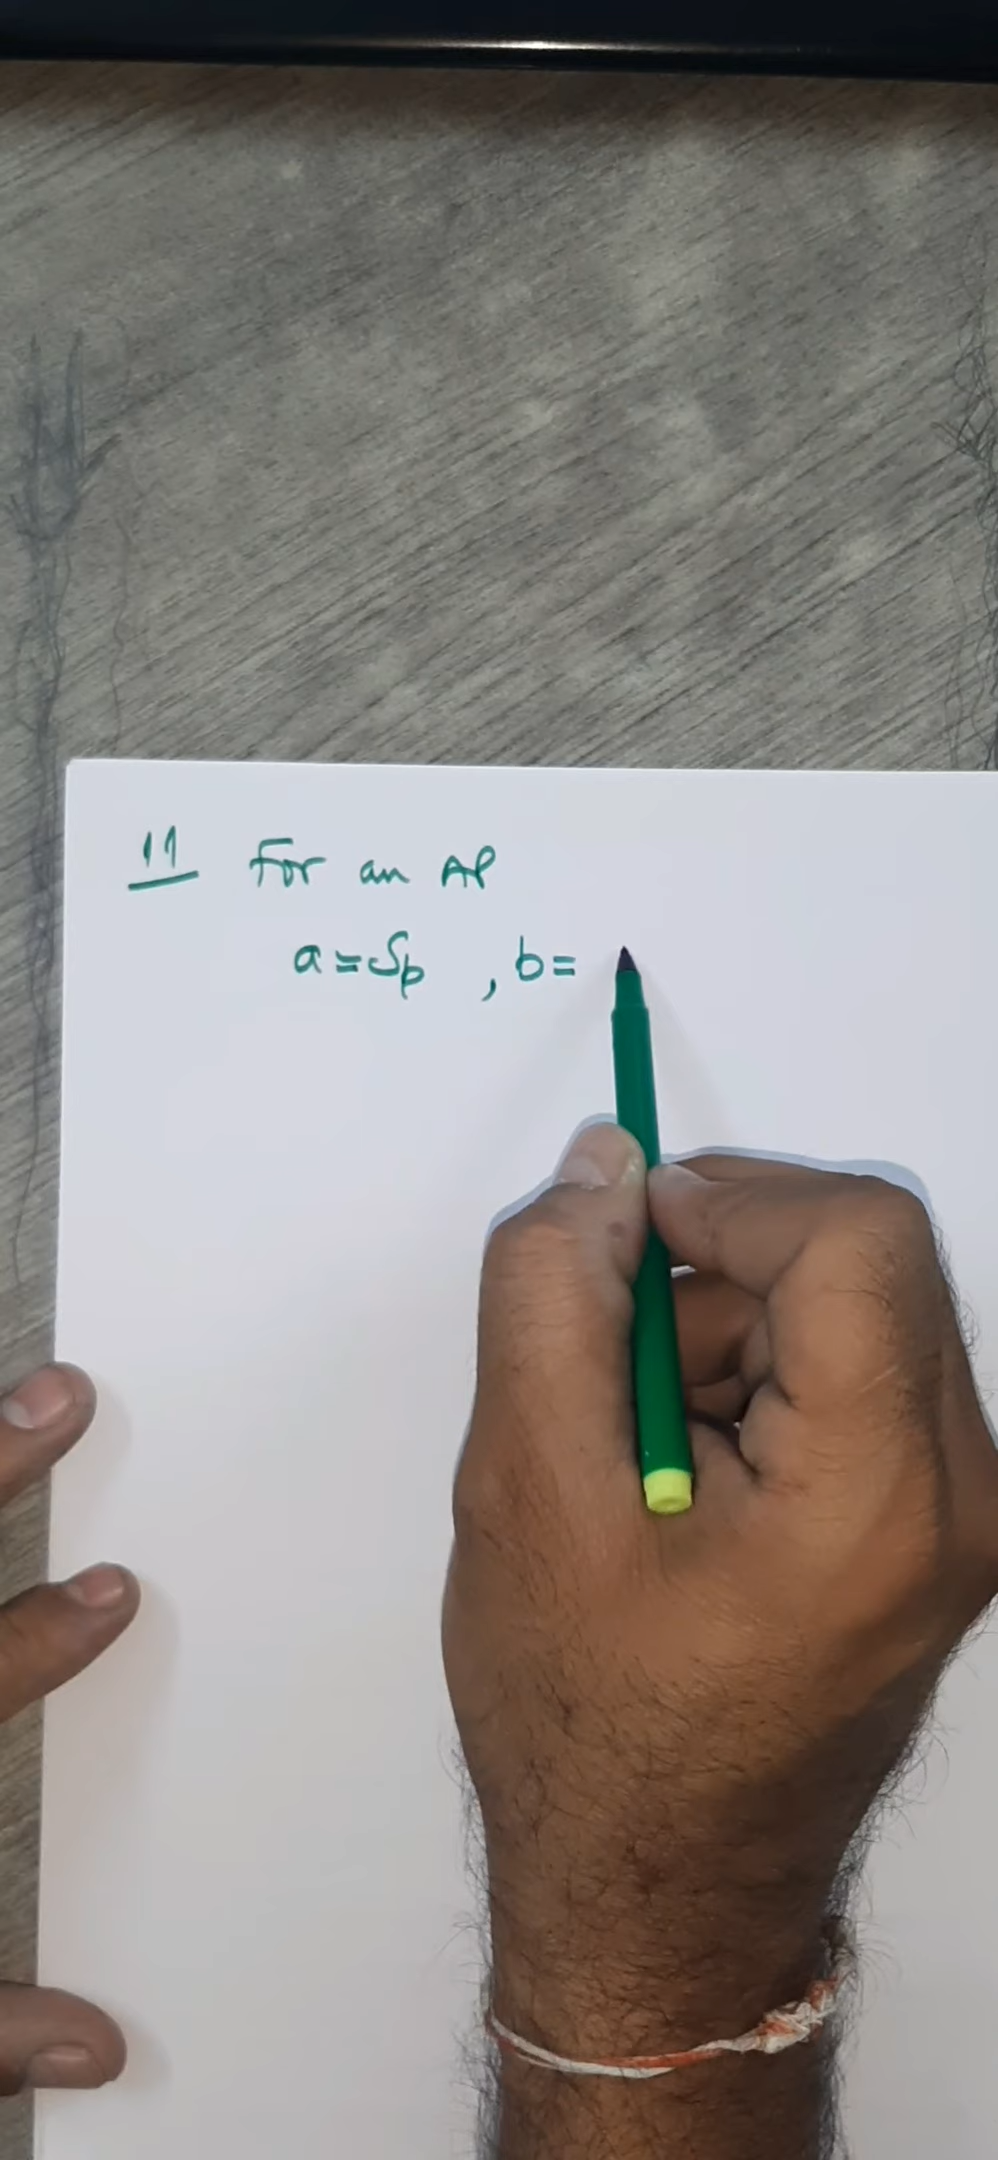 11 For an AP
a = Sp , b =